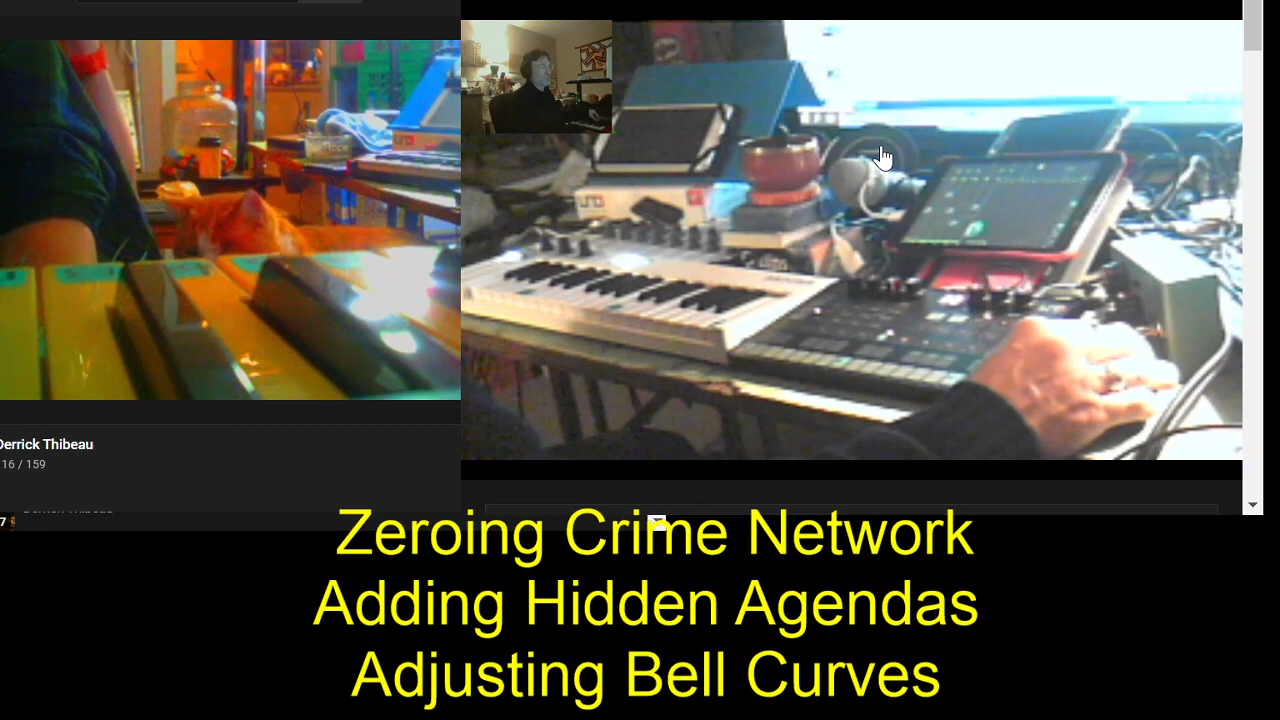 Derrick Thibeau
16 / 159
Zeroing Crime Network
Adding Hidden Agendas
Adjusting Bell Curves